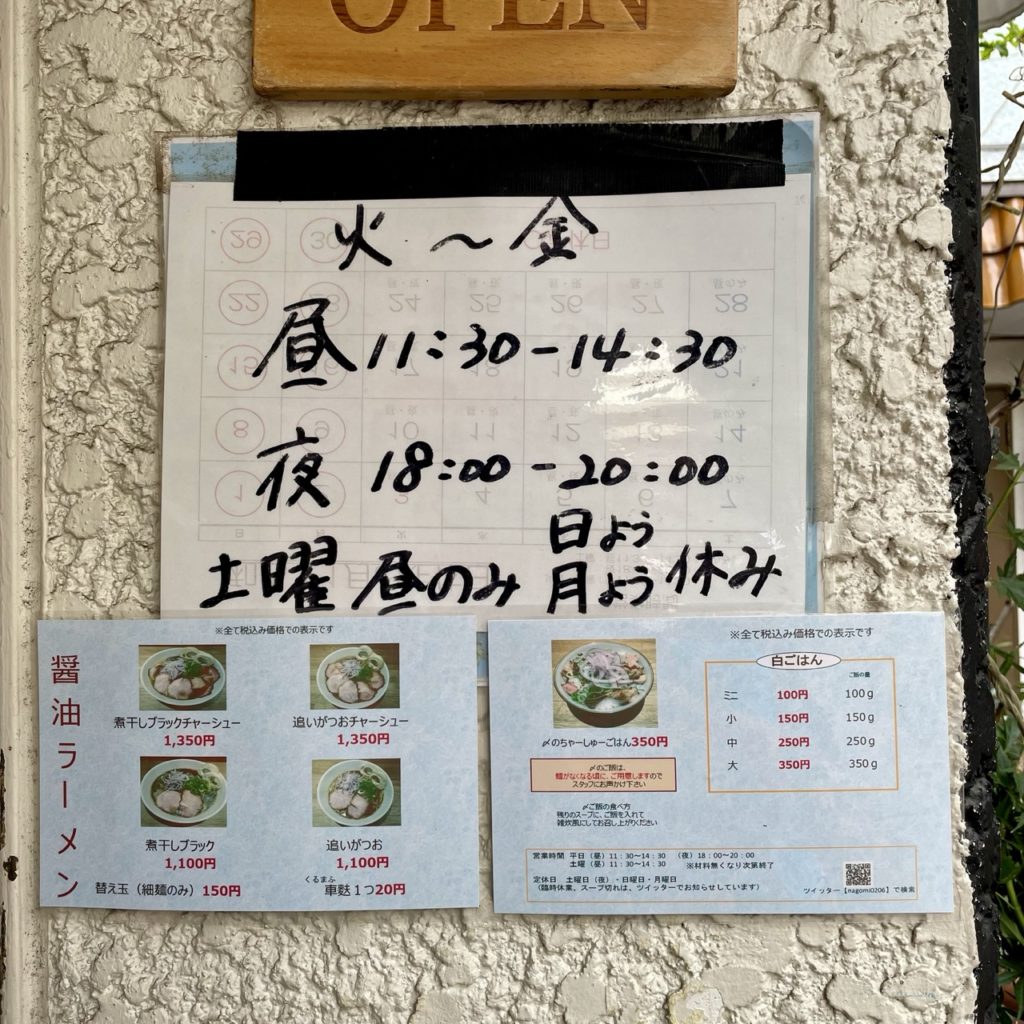 OPEN
火〜金
昼 11:30-14:30
夜 18:00-20:00
土曜 昼のみ 日よう 月よう 休み
※全て税込み価格での表示です
醤油ラーメン
煮干しブラックチャーシュー
1,350円
追いがつおチャーシュー
1,350円
煮干しブラック
1,100円
追いがつお
1,100円
替え玉（細麺のみ）150円
くるまふ
車麩1つ20円
※全て税込み価格での表示です
〆のちゃーしゅーごはん350円
〆のご飯は、
麺がなくなる頃に、ご用意しますので
スタッフにお声かけ下さい
〆ご飯の食べ方
残りのスープに、ご飯を入れて
雑炊風にしてお召し上がりください
白ごはん
ご飯の量
ミニ 100円 100g
小 150円 150g
中 250円 250g
大 350円 350g
営業時間 平日（昼）11：30〜14：30 （夜）18：00〜20：00
土曜（昼）11：30〜14：30 ※材料無くなり次第終了
定休日 土曜日（夜）・日曜日・月曜日
（臨時休業、スープ切れは、ツイッターでお知らせしています）
ツイッター【nagomi0206】で検索